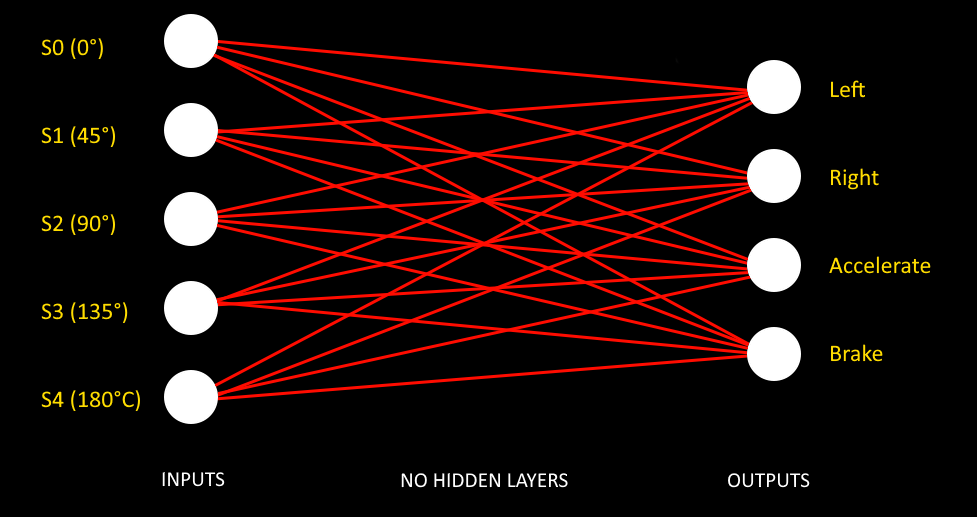 S0 (0°)
S1 (45°)
S2 (90°)
S3 (135°)
S4 (180°C)
Left
Right
Accelerate
Brake
INPUTS
NO HIDDEN LAYERS
OUTPUTS